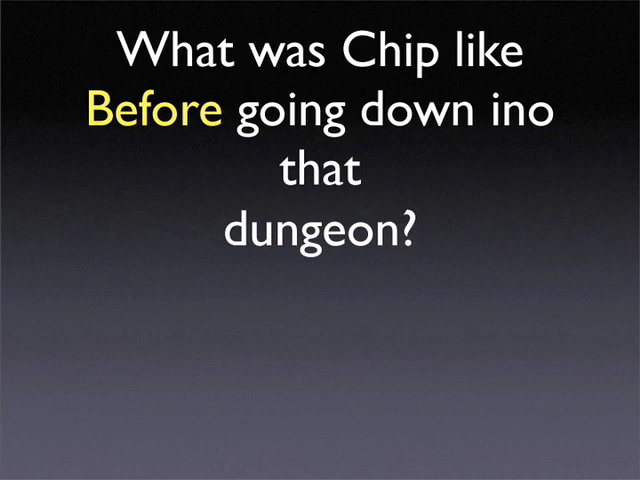 What was Chip like
Before going down ino
that
dungeon?